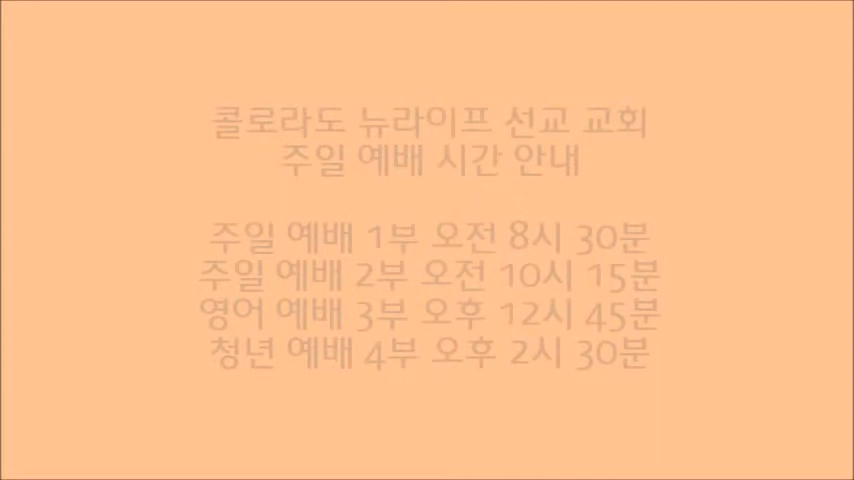 콜로라도 뉴라이프 선교 교회
주일 예배 시간 안내
주일 예배 1부 오전 8시 30분
주일 예배 2부 오전 10시 15분
영어 예배 3부 오후 12시 45분
청년 예배 4부 오후 2시 30분